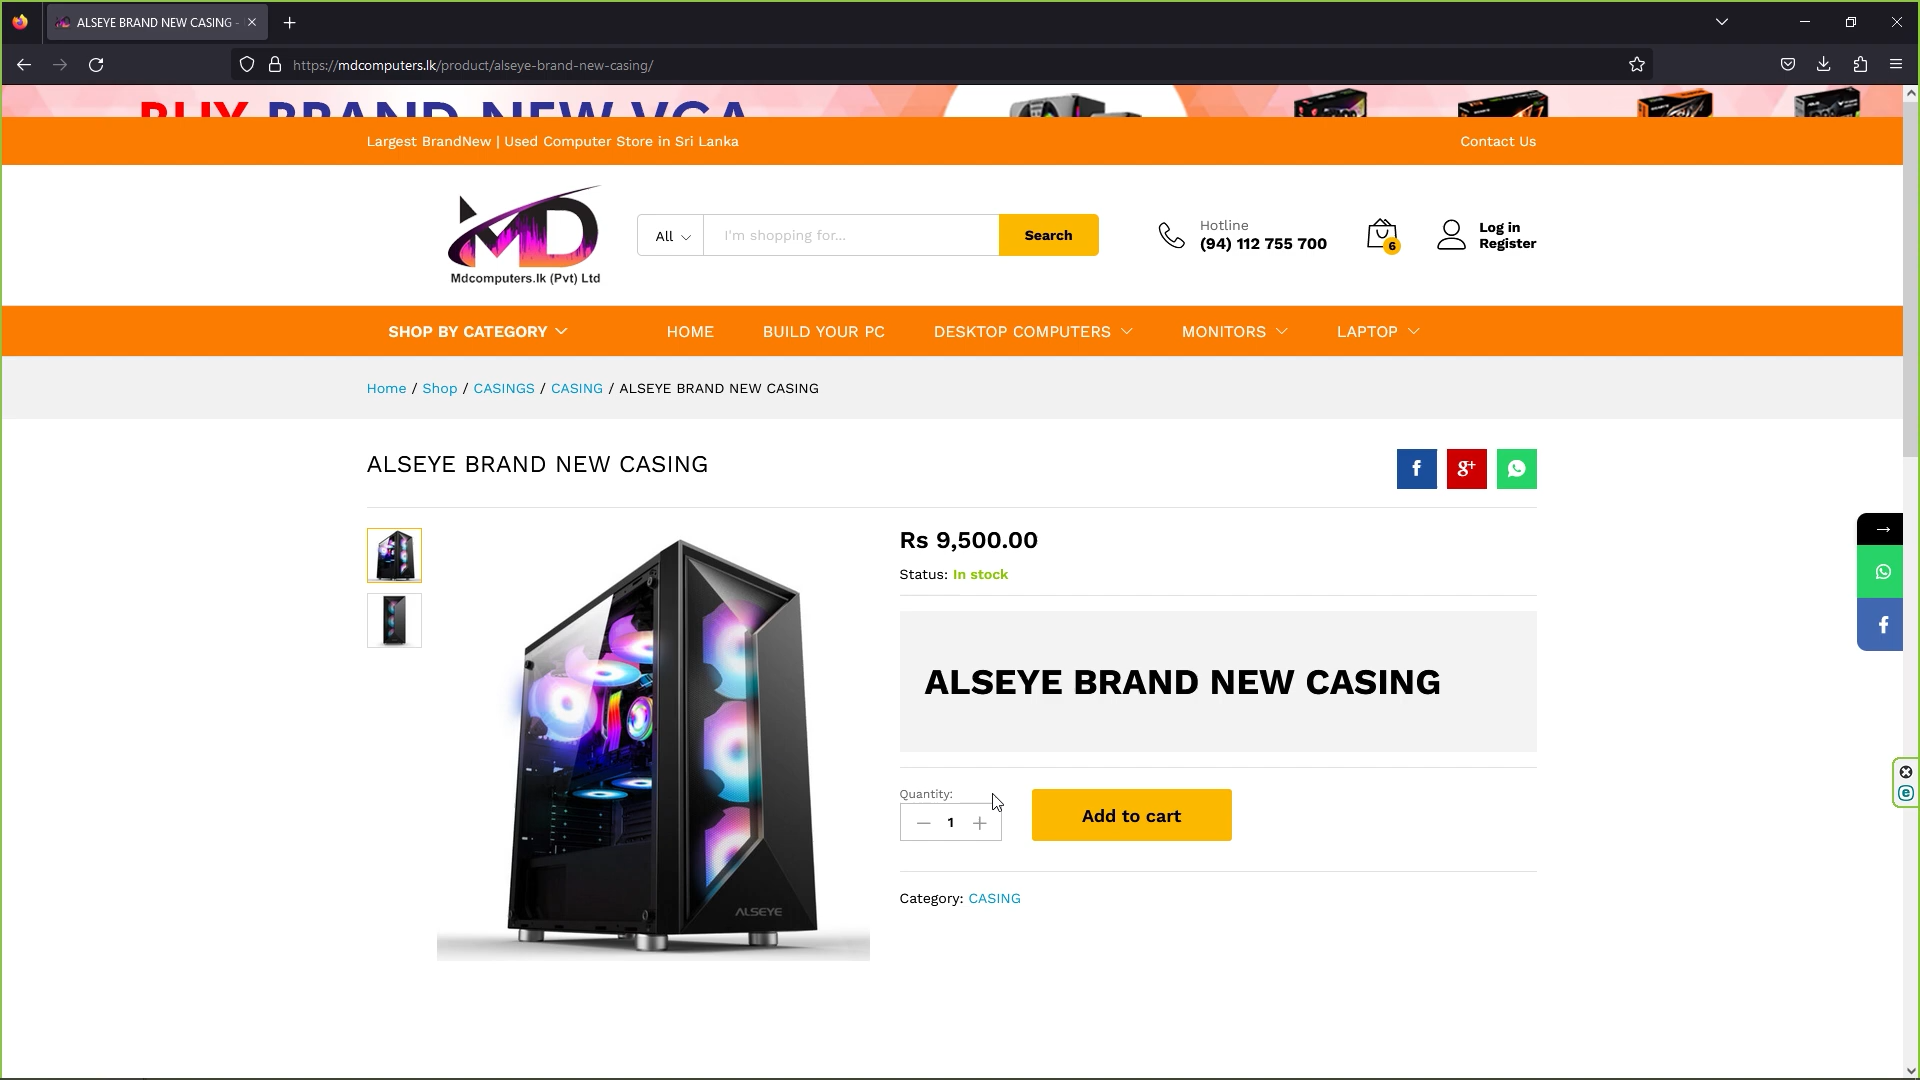 ALSEYE BRAND NEW CASING -
https://mdcomputers.lk/product/alseye-brand-new-casing/
BUY BRAND NEW VGA
Largest BrandNew | Used Computer Store in Sri Lanka
Contact Us
MD
Mdcomputers.lk (Pvt) Ltd
All
I'm shopping for...
Search
Hotline
(94) 112 755 700
6
Log in
Register
SHOP BY CATEGORY
HOME
BUILD YOUR PC
DESKTOP COMPUTERS
MONITORS
LAPTOP
Home / Shop / CASINGS / CASING / ALSEYE BRAND NEW CASING
ALSEYE BRAND NEW CASING
Rs 9,500.00
Status: In stock
ALSEYE BRAND NEW CASING
Quantity:
1
Add to cart
Category: CASING
ALSEYE